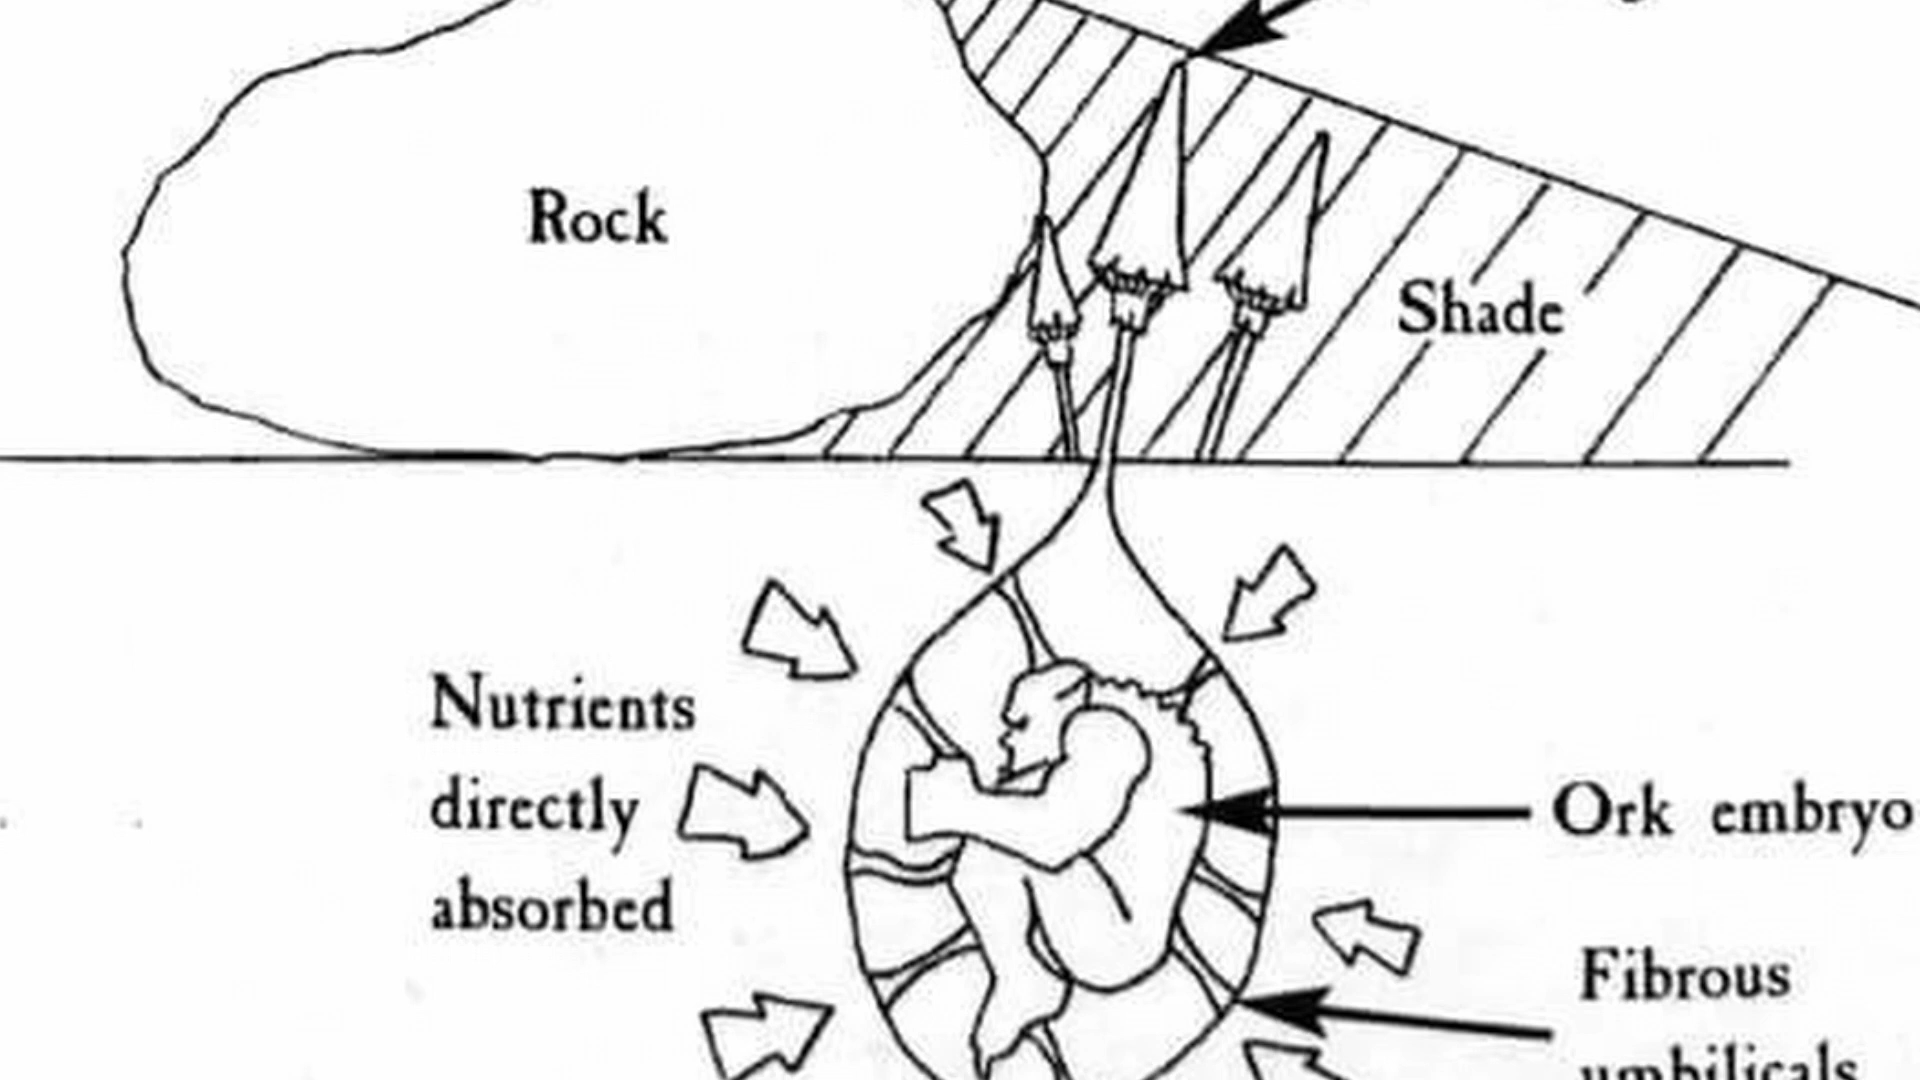 Rock
Shade
Nutrients
directly
absorbed
Ork embryo
Fibrous
umbilicals